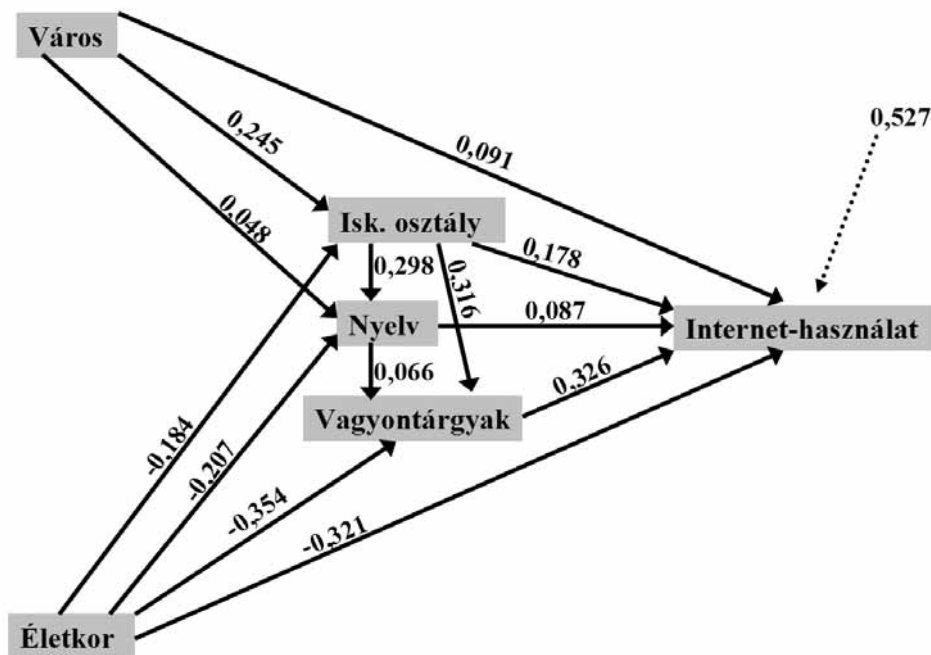 Város
0,527
0,245
0,091
0,048
Isk. osztály
0,298
0,316
0,178
Nyelv
0,087
Internet-használat
0,066
0,326
Vagyontárgyak
-0,184
-0,207
-0,354
-0,321
Életkor